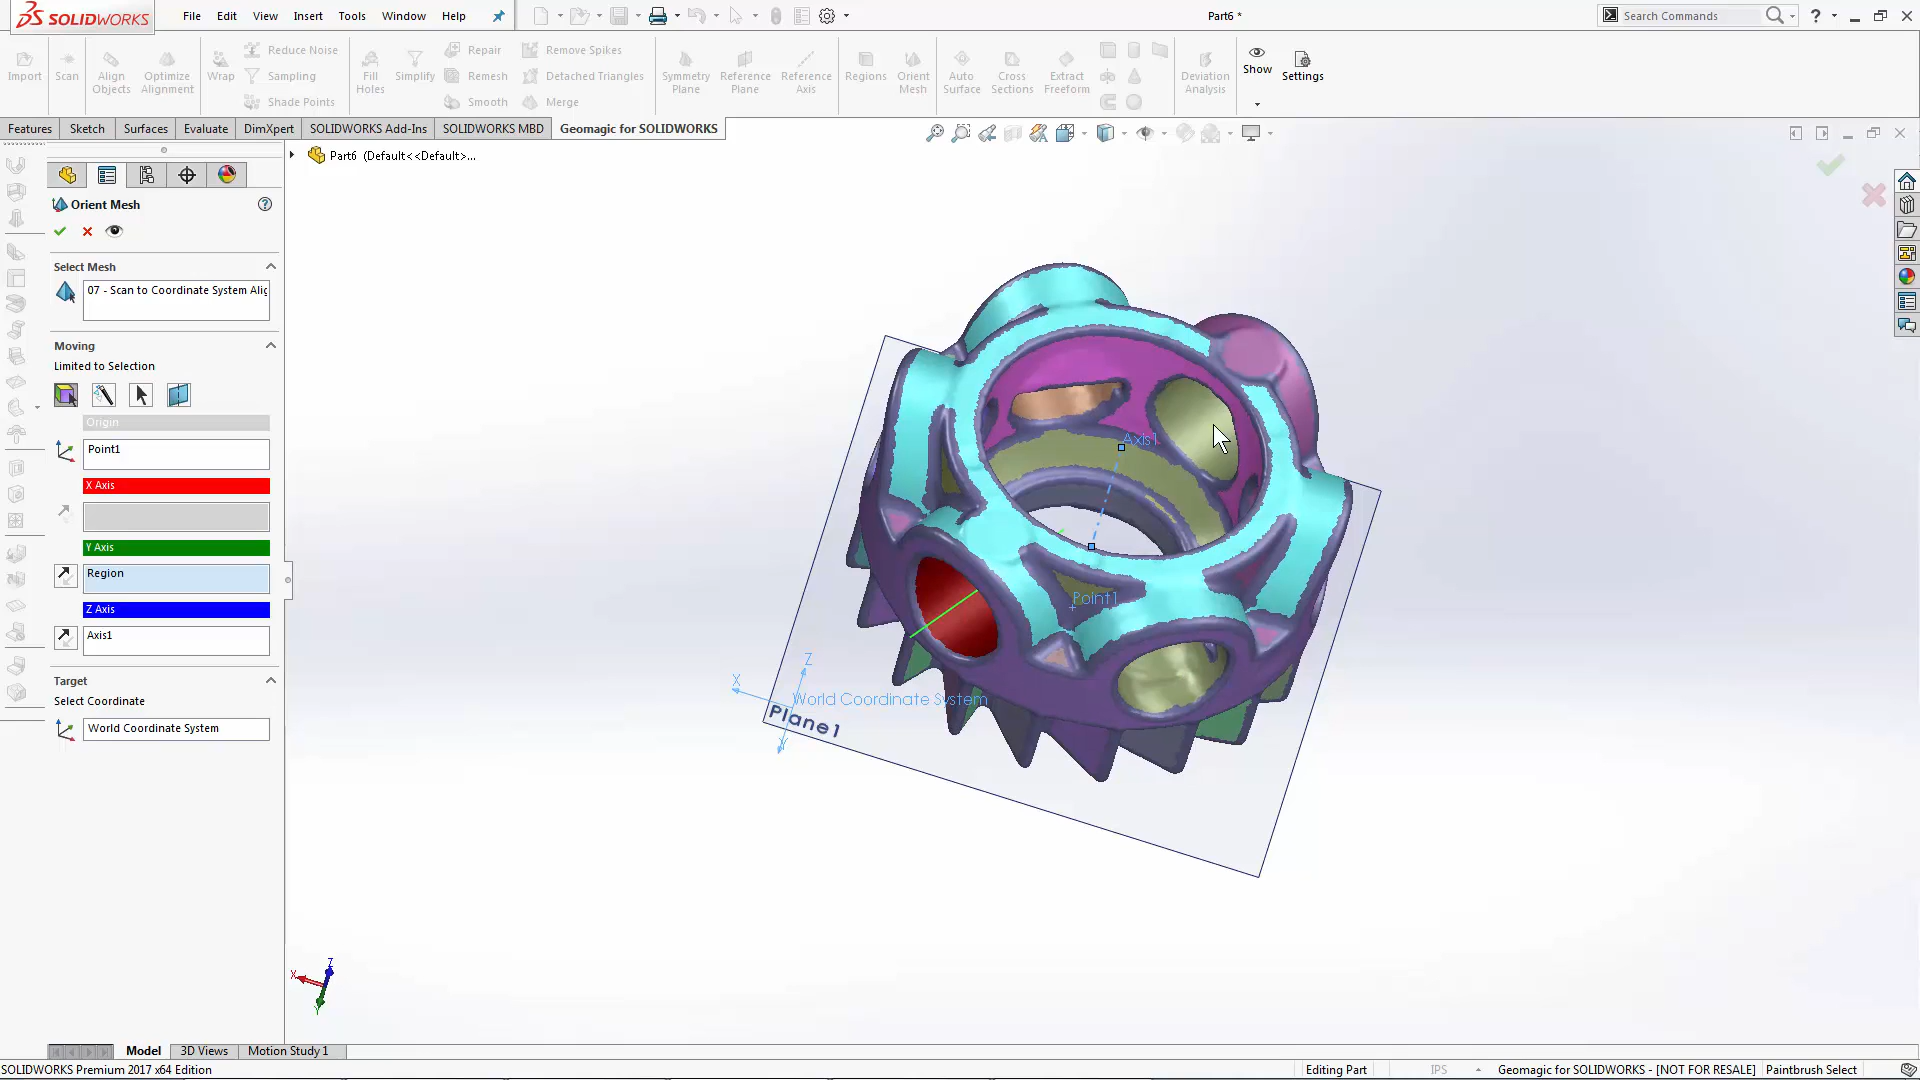 SOLIDWORKS
File Edit View Insert Tools Window Help
Part6 *
Search Commands
Import
Scan
Align Objects
Optimize Alignment
Wrap
Reduce Noise
Sampling
Shade Points
Fill Holes
Simplify
Repair
Remesh
Smooth
Remove Spikes
Detached Triangles
Merge
Symmetry Plane
Reference Plane
Reference Axis
Regions
Orient Mesh
Auto Surface
Cross Sections
Extract Freeform
Deviation Analysis
Show
Settings
Features Sketch Surfaces Evaluate DimXpert SOLIDWORKS Add-Ins SOLIDWORKS MBD Geomagic for SOLIDWORKS
Part6 (Default<<Default>...
Orient Mesh
Select Mesh
07 - Scan to Coordinate System Alig
Moving
Limited to Selection
Origin
Point1
X Axis
Y Axis
Region
Z Axis
Axis1
Target
Select Coordinate
World Coordinate System
Axis1
Point1
Z
X
World Coordinate System
Y
Plane1
Z
X
Y
Model 3D Views Motion Study 1
SOLIDWORKS Premium 2017 x64 Edition
Editing Part
IPS
Geomagic for SOLIDWORKS - [NOT FOR RESALE]
Paintbrush Select